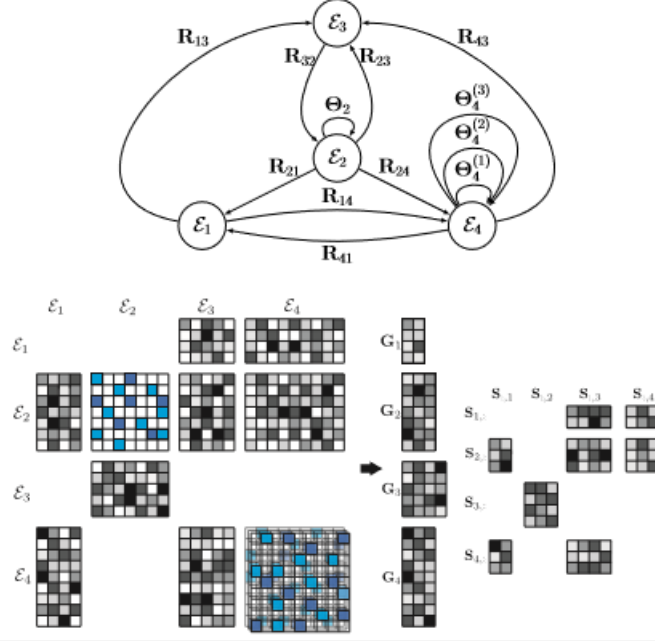 ℰ₃
R₁₃ R₄₃
R₃₂ R₂₃
Θ₄⁽³⁾
Θ₂ Θ₄⁽²⁾
ℰ₂ Θ₄⁽¹⁾
R₂₁ R₂₄
R₁₄
ℰ₁ ℰ₄
R₄₁
ℰ₁ ℰ₂ ℰ₃ ℰ₄
ℰ₁ G₁
S:,1 S:,2 S:,3 S:,4
ℰ₂ G₂ S1,:
S2,:
ℰ₃ G₃ S3,:
ℰ₄ G₄ S4,: